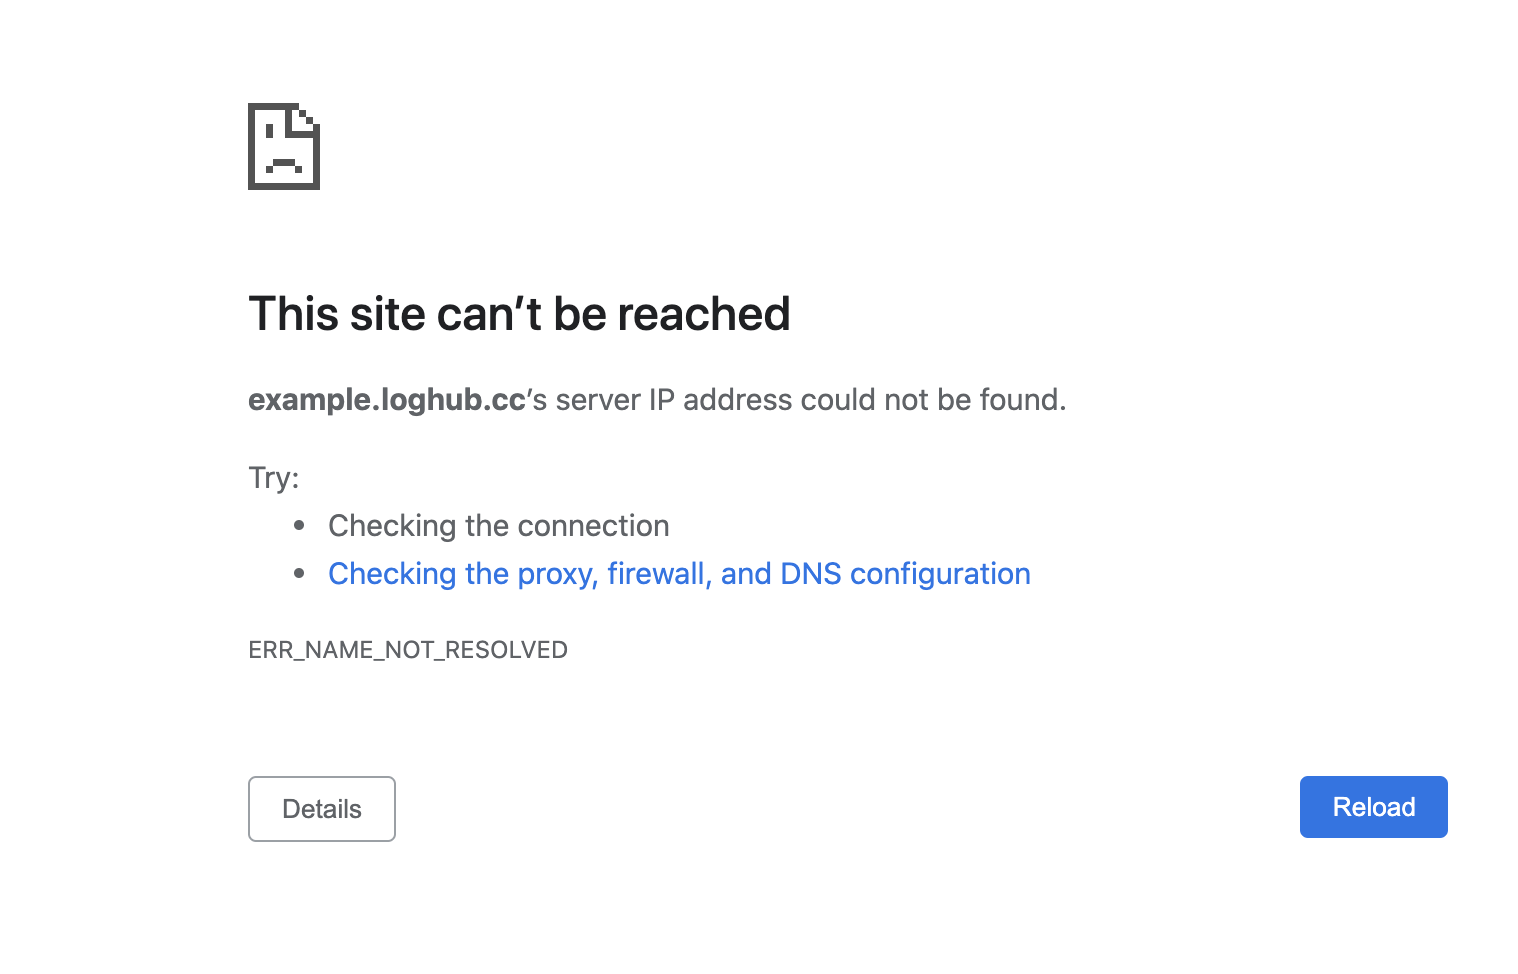 This site can’t be reached
example.loghub.cc’s server IP address could not be found.
Try:
• Checking the connection
• Checking the proxy, firewall, and DNS configuration
ERR_NAME_NOT_RESOLVED
Details
Reload